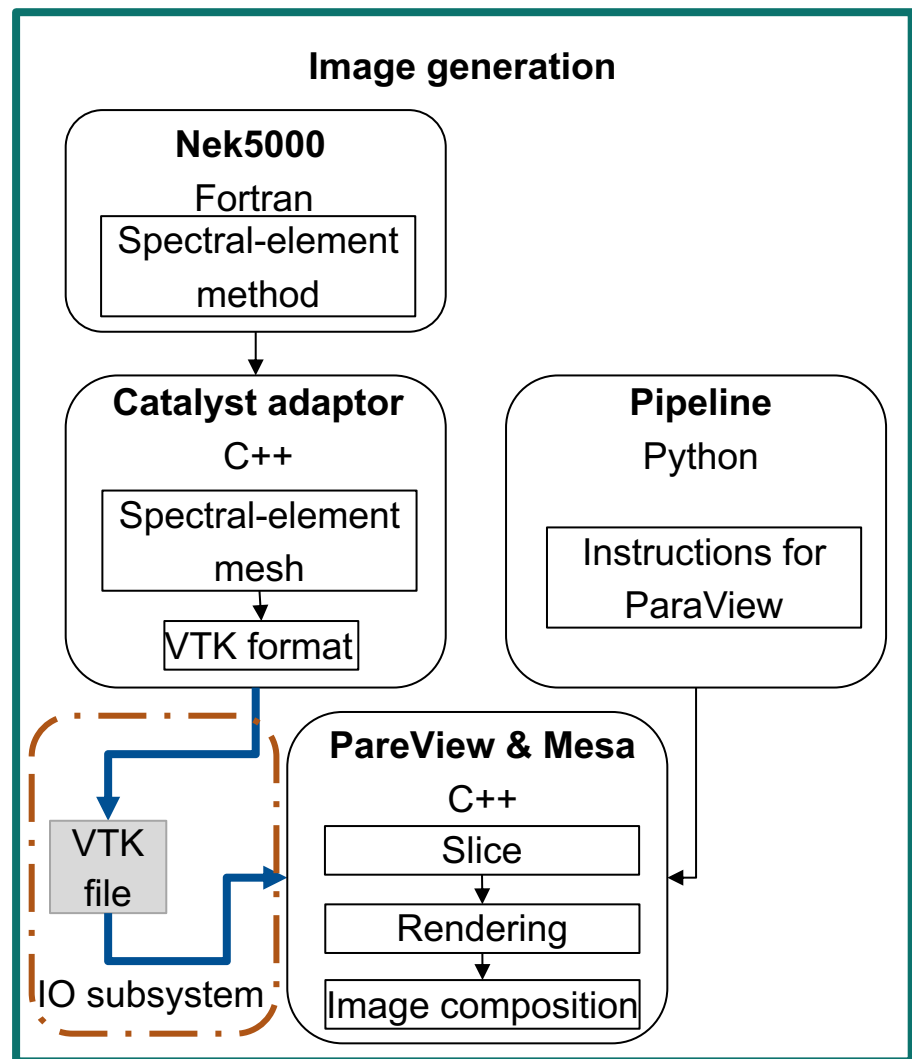 Image generation
Nek5000
Fortran
Spectral-element
method
Catalyst adaptor
C++
Spectral-element
mesh
VTK format
Pipeline
Python
Instructions for
ParaView
VTK
file
IO subsystem
PareView & Mesa
C++
Slice
Rendering
Image composition